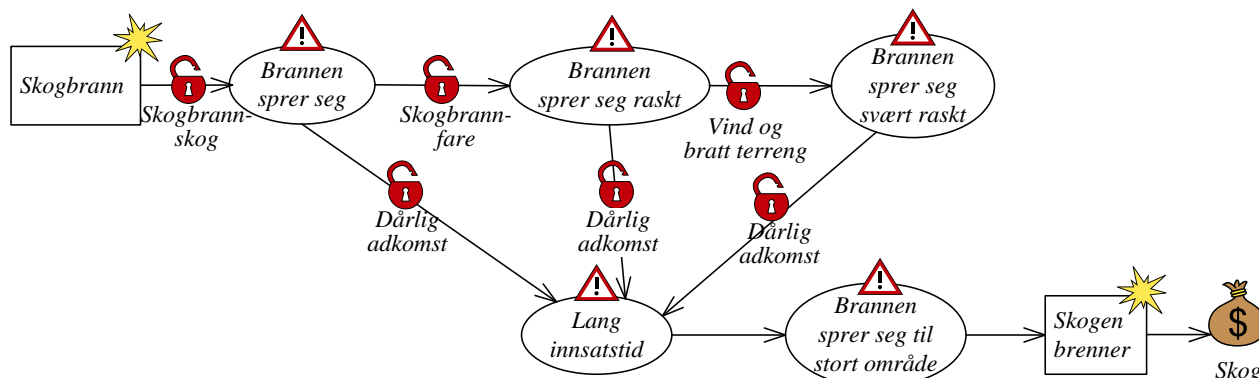 Skogbrann
Skogbrann-
skog
Brannen
sprer seg
Skogbrann-
fare
Brannen
sprer seg raskt
Vind og
bratt terreng
Brannen
sprer seg
svært raskt
Dårlig
adkomst
Dårlig
adkomst
Dårlig
adkomst
Lang
innsatstid
Brannen
sprer seg til
stort område
Skogen
brenner
$
Skog